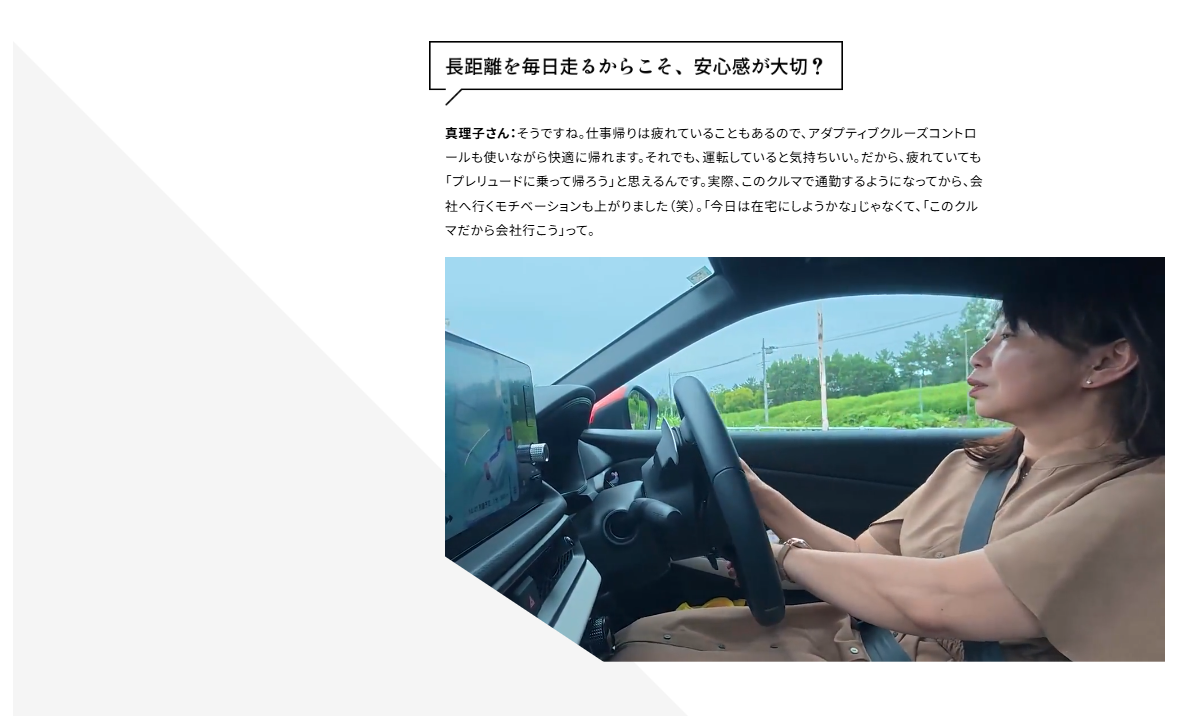 長距離を毎日走るからこそ、安心感が大切？
真理子さん：そうですね。仕事帰りは疲れていることもあるので、アダプティブクルーズコントロ
ールも使いながら快適に帰れます。それでも、運転していると気持ちいい。だから、疲れていても
「プレリュードに乗って帰ろう」と思えるんです。実際、このクルマで通勤するようになってから、会
社へ行くモチベーションも上がりました（笑）。「今日は在宅にしようかな」じゃなくて、「このクル
マだから会社行こう」って。